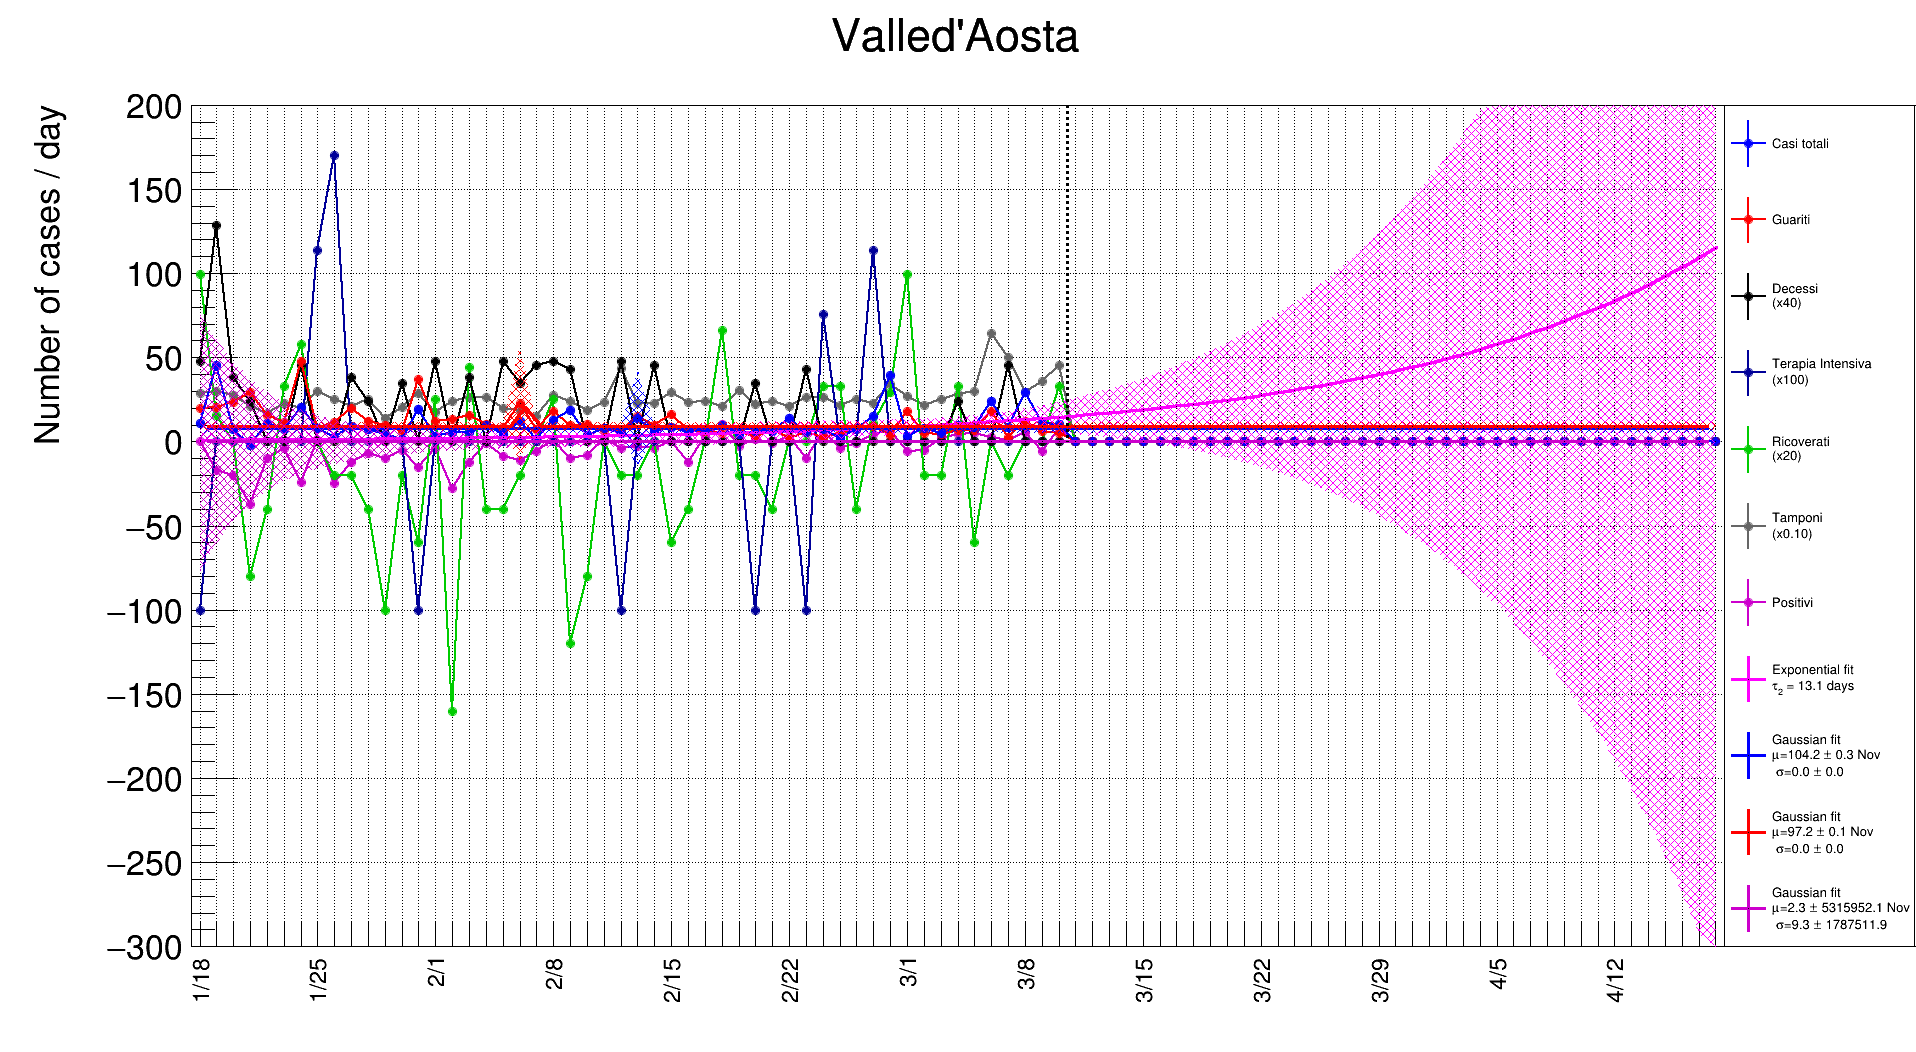 Valled'Aosta
Number of cases / day
200
150
100
50
0
−50
−100
−150
−200
−250
−300
1/18
1/25
2/1
2/8
2/15
2/22
3/1
3/8
3/15
3/22
3/29
4/5
4/12
Casi totali
Guariti
Decessi
(x40)
Terapia Intensiva
(x100)
Ricoverati
(x20)
Tamponi
(x0.10)
Positivi
Exponential fit
τ2 = 13.1 days
Gaussian fit
μ=104.2 ± 0.3 Nov
σ=0.0 ± 0.0
Gaussian fit
μ=97.2 ± 0.1 Nov
σ=0.0 ± 0.0
Gaussian fit
μ=2.3 ± 5315952.1 Nov
σ=9.3 ± 1787511.9